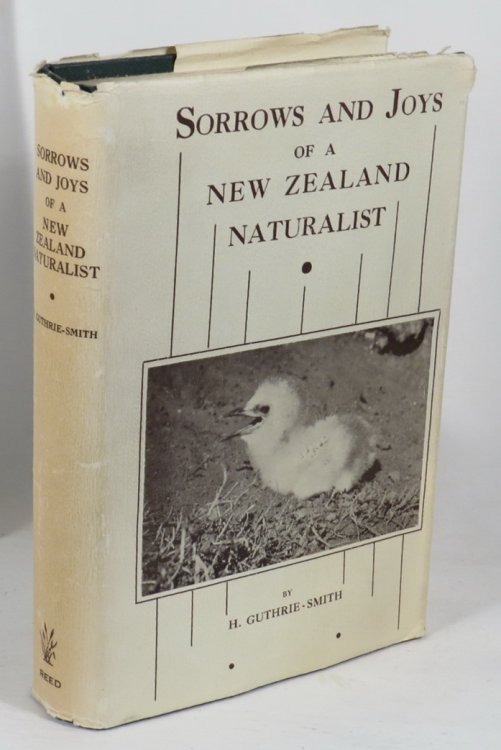 SORROWS
AND JOYS
OF A
NEW
ZEALAND
NATURALIST
GUTHRIE-SMITH
REED
SORROWS AND JOYS
OF A
NEW ZEALAND
NATURALIST
BY
H. GUTHRIE-SMITH